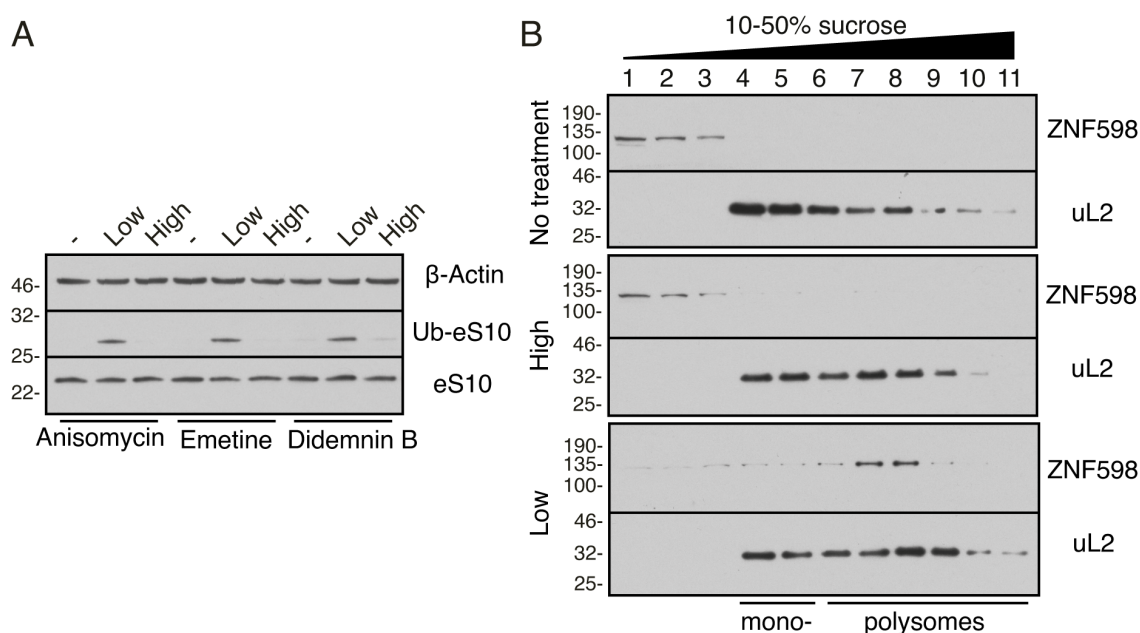 A
- Low High - Low High - Low High
46-
β-Actin
32-
Ub-eS10
25-
eS10
22-
Anisomycin Emetine Didemnin B
B
10-50% sucrose
1 2 3 4 5 6 7 8 9 10 11
No treatment
190-
135-
100-
ZNF598
46-
32-
25-
uL2
High
190-
135-
100-
ZNF598
46-
32-
25-
uL2
Low
190-
135-
100-
ZNF598
46-
32-
25-
uL2
mono- polysomes